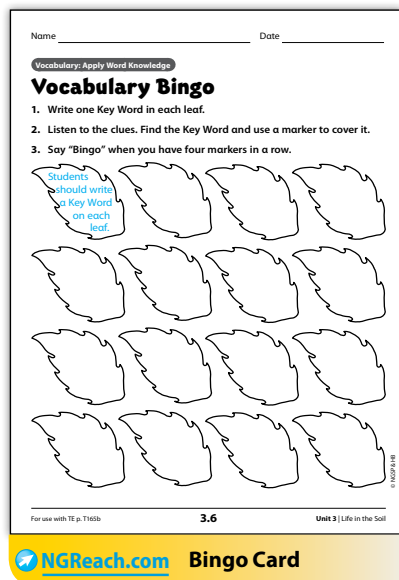 Name Date
Vocabulary: Apply Word Knowledge
Vocabulary Bingo
1. Write one Key Word in each leaf.
2. Listen to the clues. Find the Key Word and use a marker to cover it.
3. Say “Bingo” when you have four markers in a row.
Students
should write
a Key Word
on each
leaf.
© NGSP & HB
For use with TE p. T165b 3.6 Unit 3 | Life in the Soil
NGReach.com Bingo Card